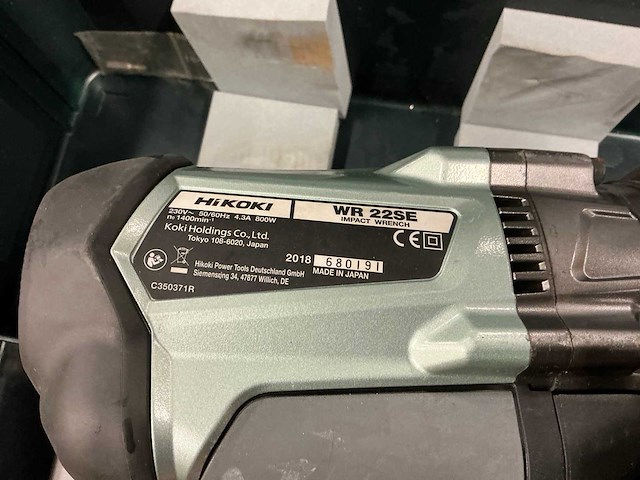 HiKOKI
WR 22SE
IMPACT WRENCH
230V~ 50/60Hz 4.3A 800W
n₀ 1400min⁻¹
Koki Holdings Co., Ltd.
Tokyo 108-6020, Japan
CE
2018 680191
MADE IN JAPAN
Hikoki Power Tools Deutschland GmbH
Siemensring 34, 47877 Willich, DE
C350371R